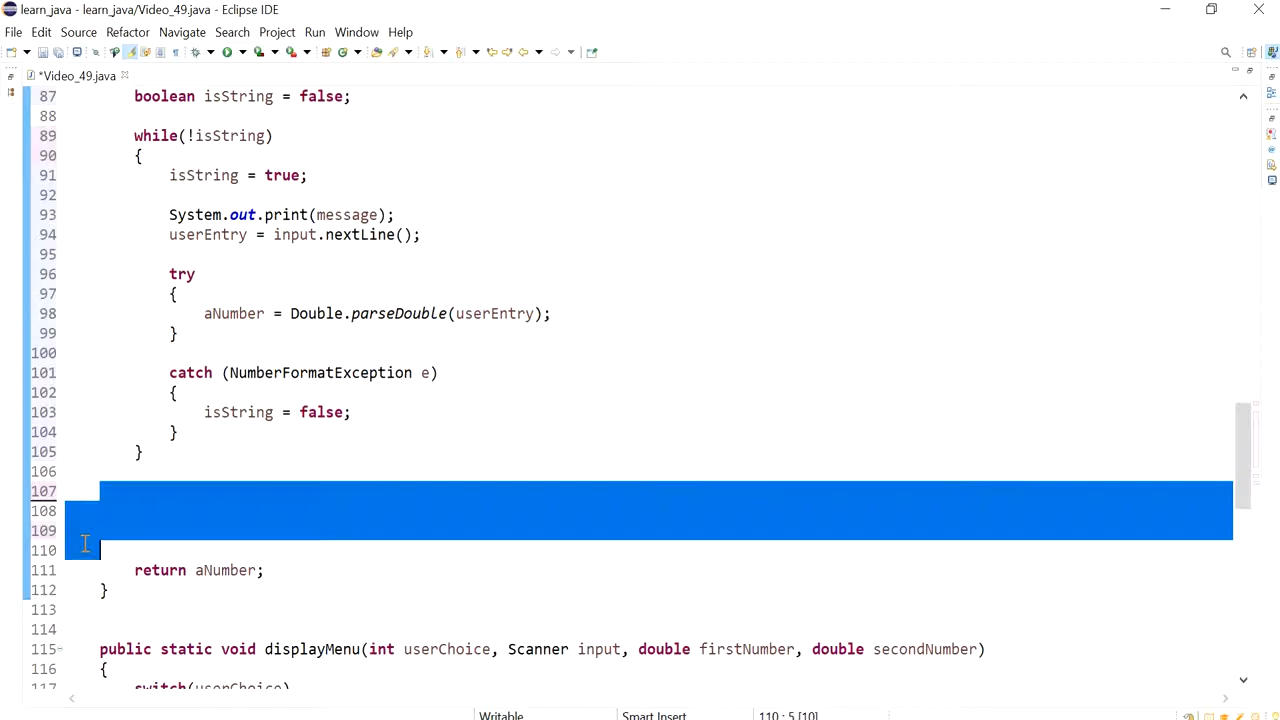 learn_java - learn_java/Video_49.java - Eclipse IDE
File Edit Source Refactor Navigate Search Project Run Window Help
*Video_49.java
87 boolean isString = false;
88
89 while(!isString)
90 {
91 isString = true;
92
93 System.out.print(message);
94 userEntry = input.nextLine();
95
96 try
97 {
98 aNumber = Double.parseDouble(userEntry);
99 }
100
101 catch (NumberFormatException e)
102 {
103 isString = false;
104 }
105 }
106
107
108
109
110
111 return aNumber;
112 }
113
114
115 public static void displayMenu(int userChoice, Scanner input, double firstNumber, double secondNumber)
116 {
117 switch(userChoice)
Writable Smart Insert 110 : 5 [10]